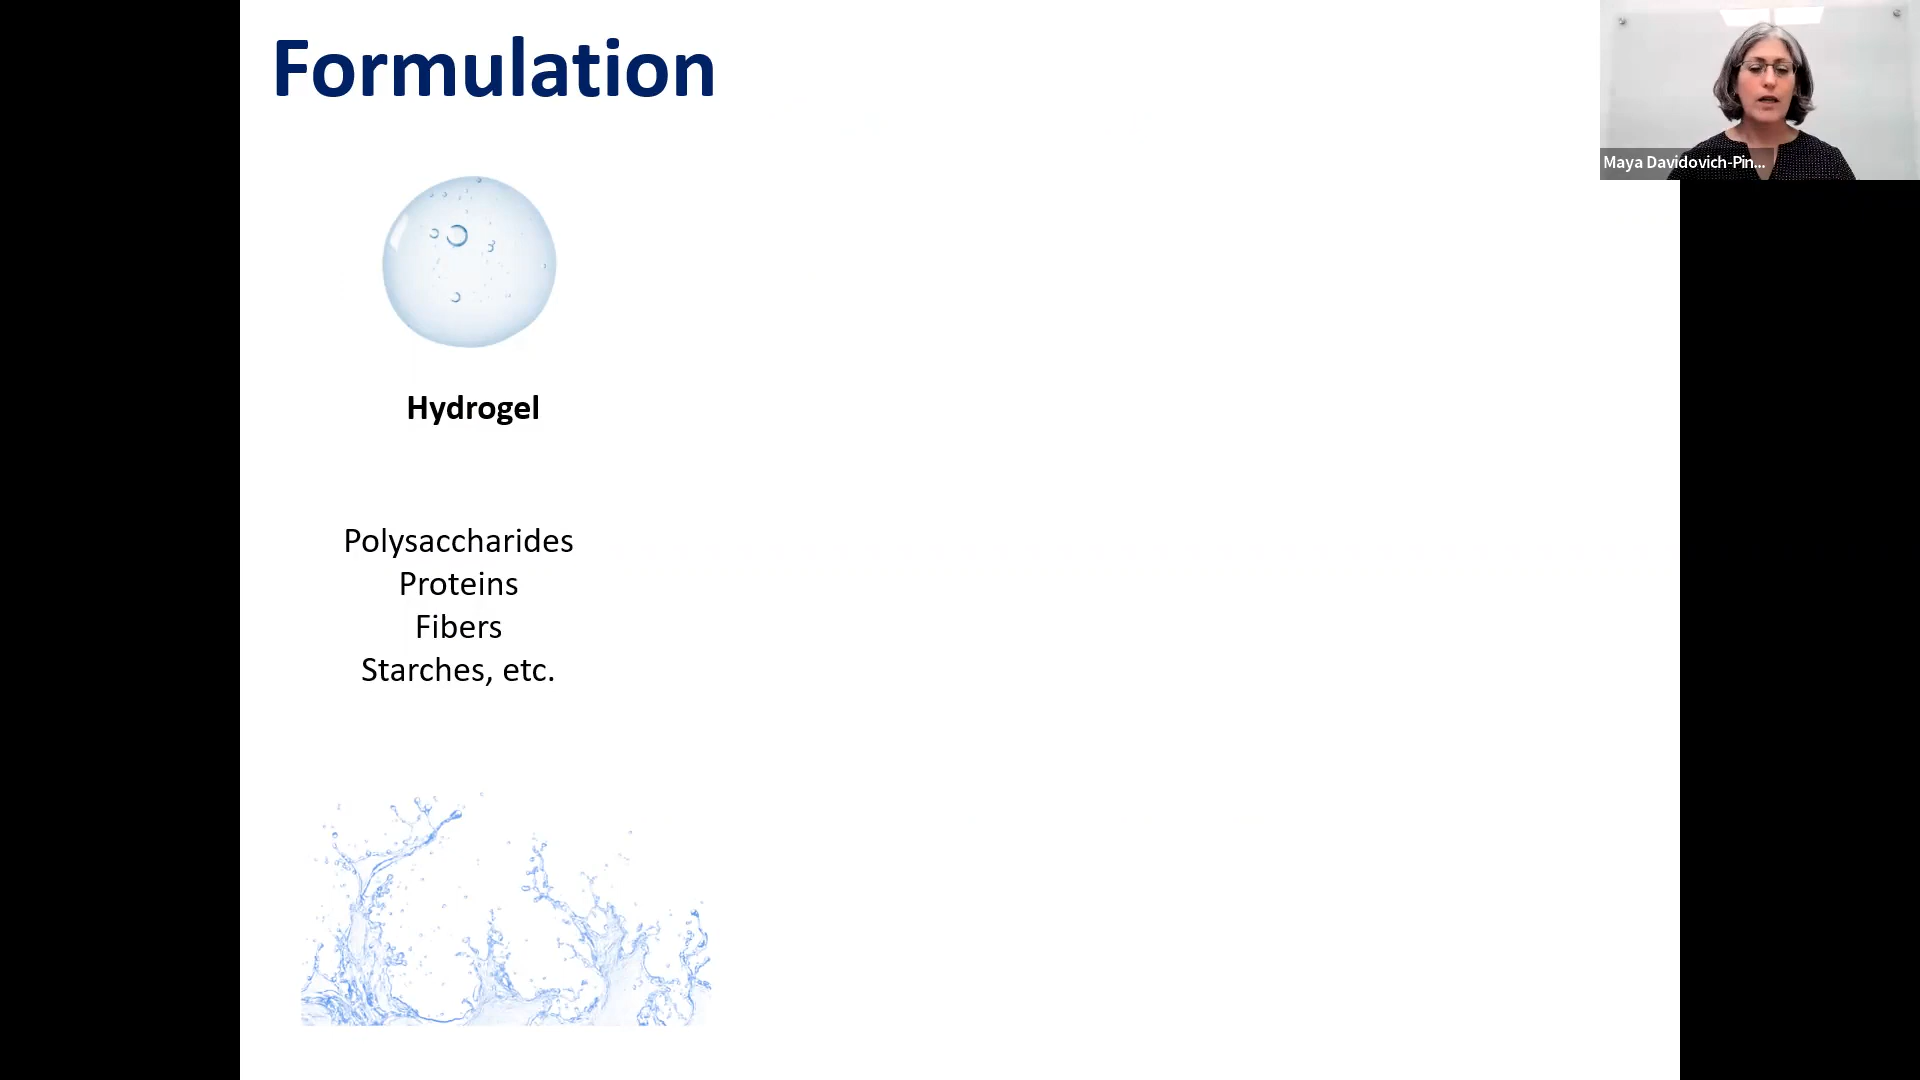 Formulation
Maya Davidovich-Pin...
Hydrogel
Polysaccharides
Proteins
Fibers
Starches, etc.